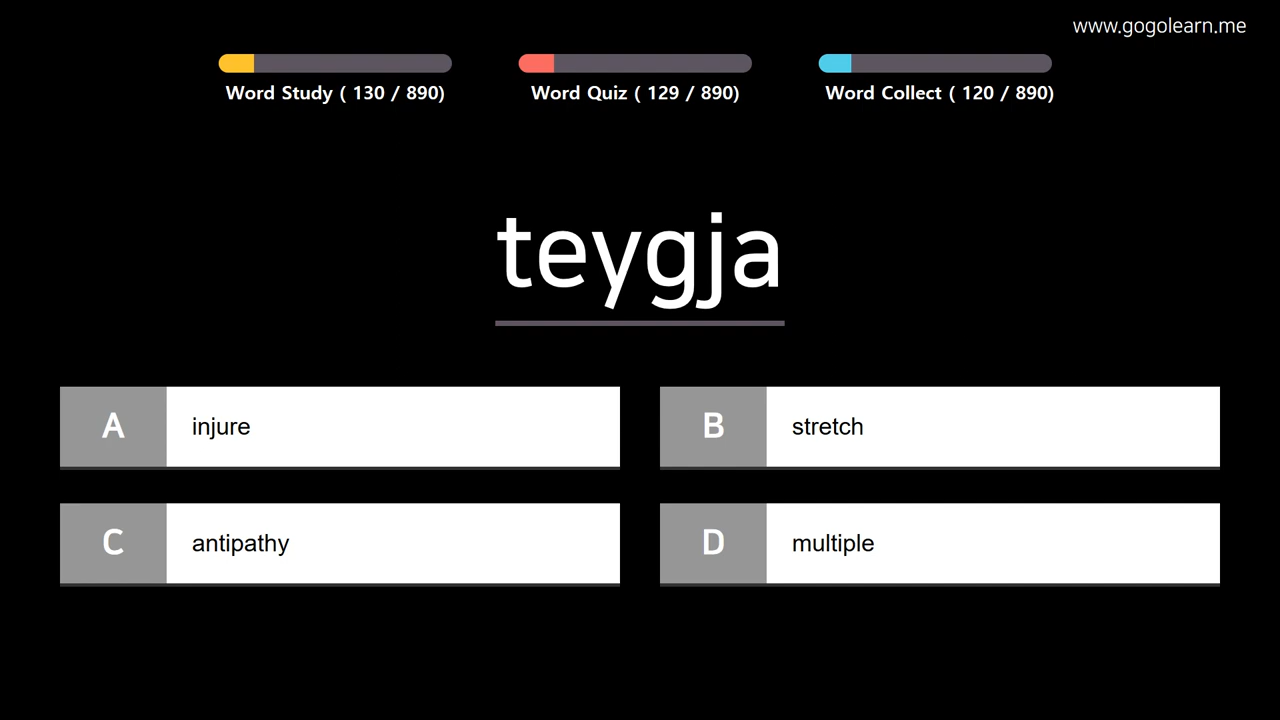 www.gogolearn.me
Word Study ( 130 / 890)
Word Quiz ( 129 / 890)
Word Collect ( 120 / 890)
teygja
A injure
B stretch
C antipathy
D multiple